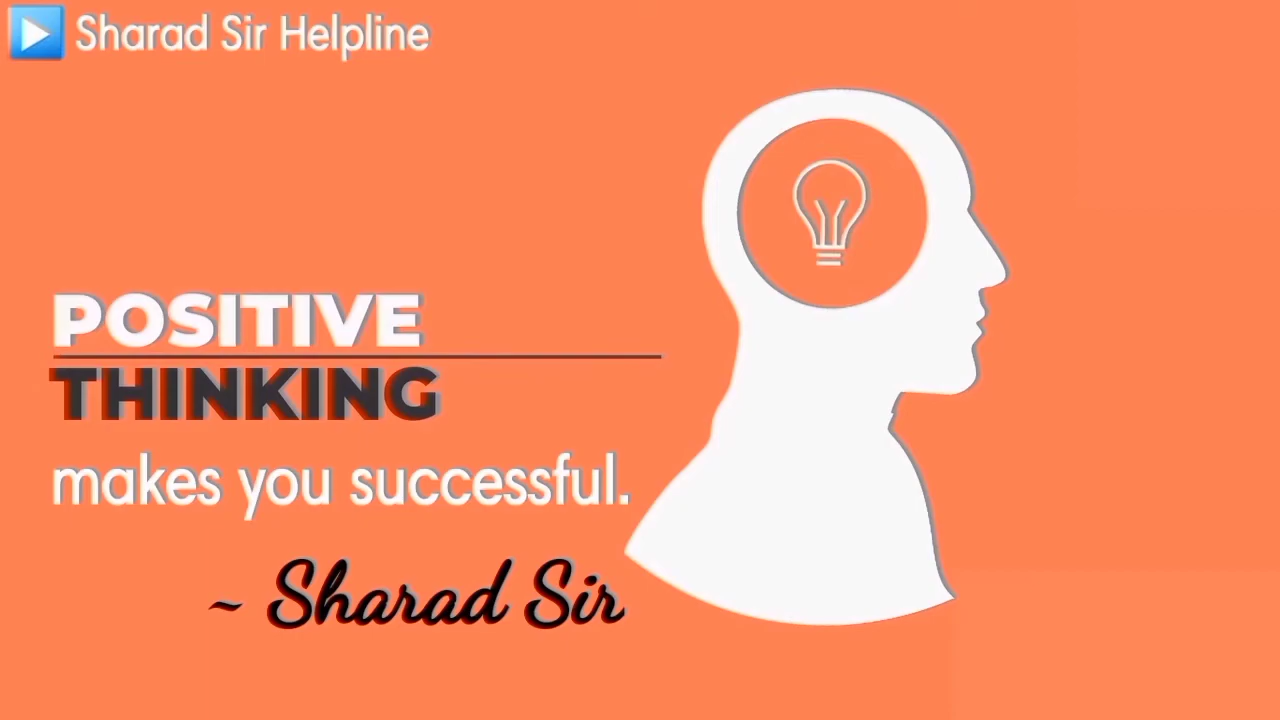 Sharad Sir Helpline
POSITIVE
THINKING
makes you successful.
~ Sharad Sir